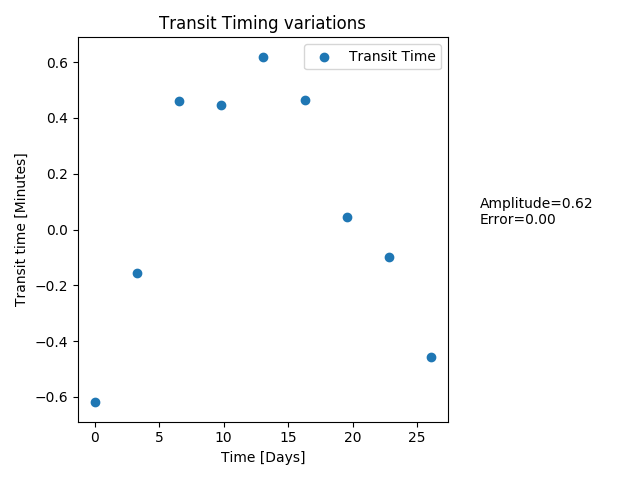 Transit Timing variations
Transit Time
0.6
0.4
0.2
0.0
−0.2
−0.4
−0.6
Transit time [Minutes]
0 5 10 15 20 25
Time [Days]
Amplitude=0.62
Error=0.00